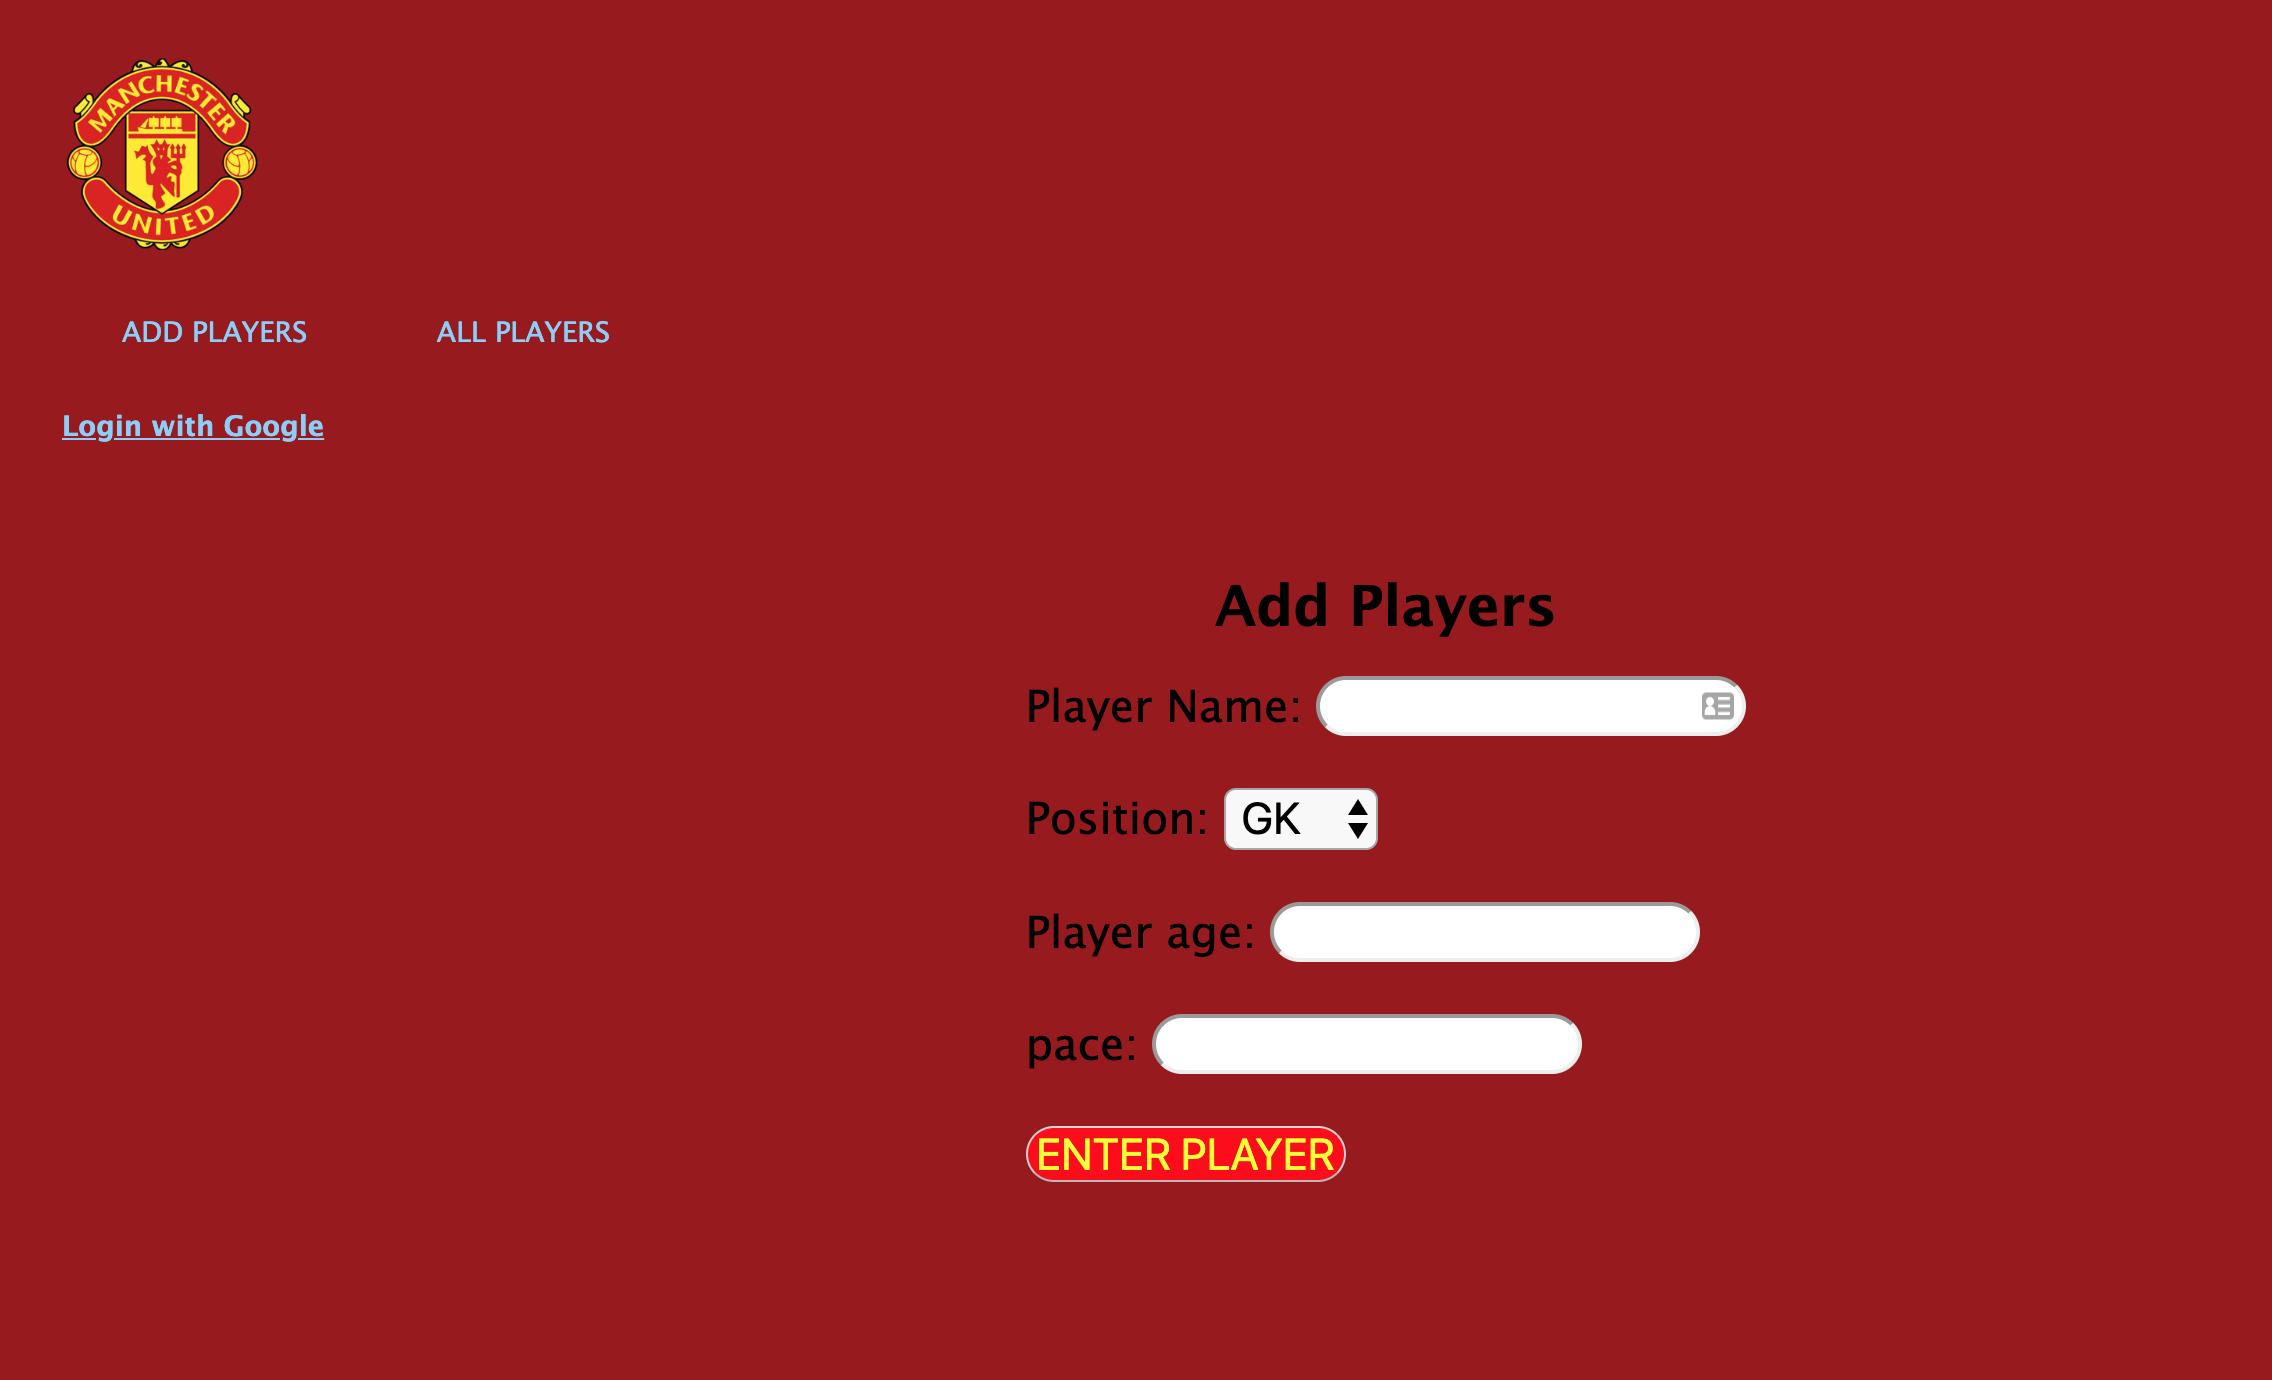 MANCHESTER
UNITED
ADD PLAYERS ALL PLAYERS
Login with Google
Add Players
Player Name:
Position: GK
Player age:
pace:
ENTER PLAYER